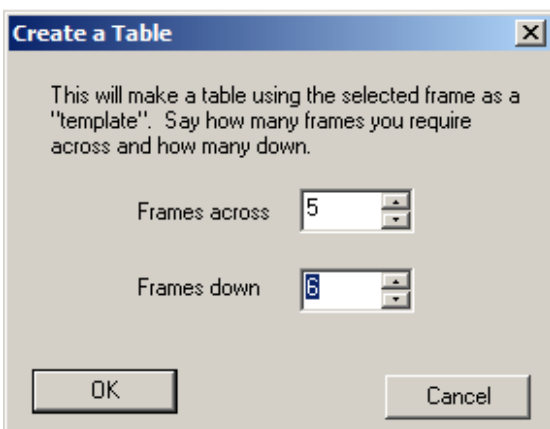 Create a Table
This will make a table using the selected frame as a
"template".  Say how many frames you require
across and how many down.
Frames across 5
Frames down 6
OK Cancel